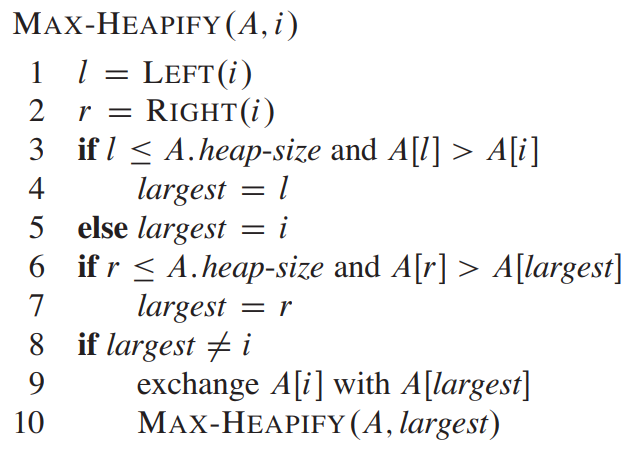 MAX-HEAPIFY(A, i)
1 l = LEFT(i)
2 r = RIGHT(i)
3 if l ≤ A.heap-size and A[l] > A[i]
4 largest = l
5 else largest = i
6 if r ≤ A.heap-size and A[r] > A[largest]
7 largest = r
8 if largest ≠ i
9 exchange A[i] with A[largest]
10 MAX-HEAPIFY(A, largest)